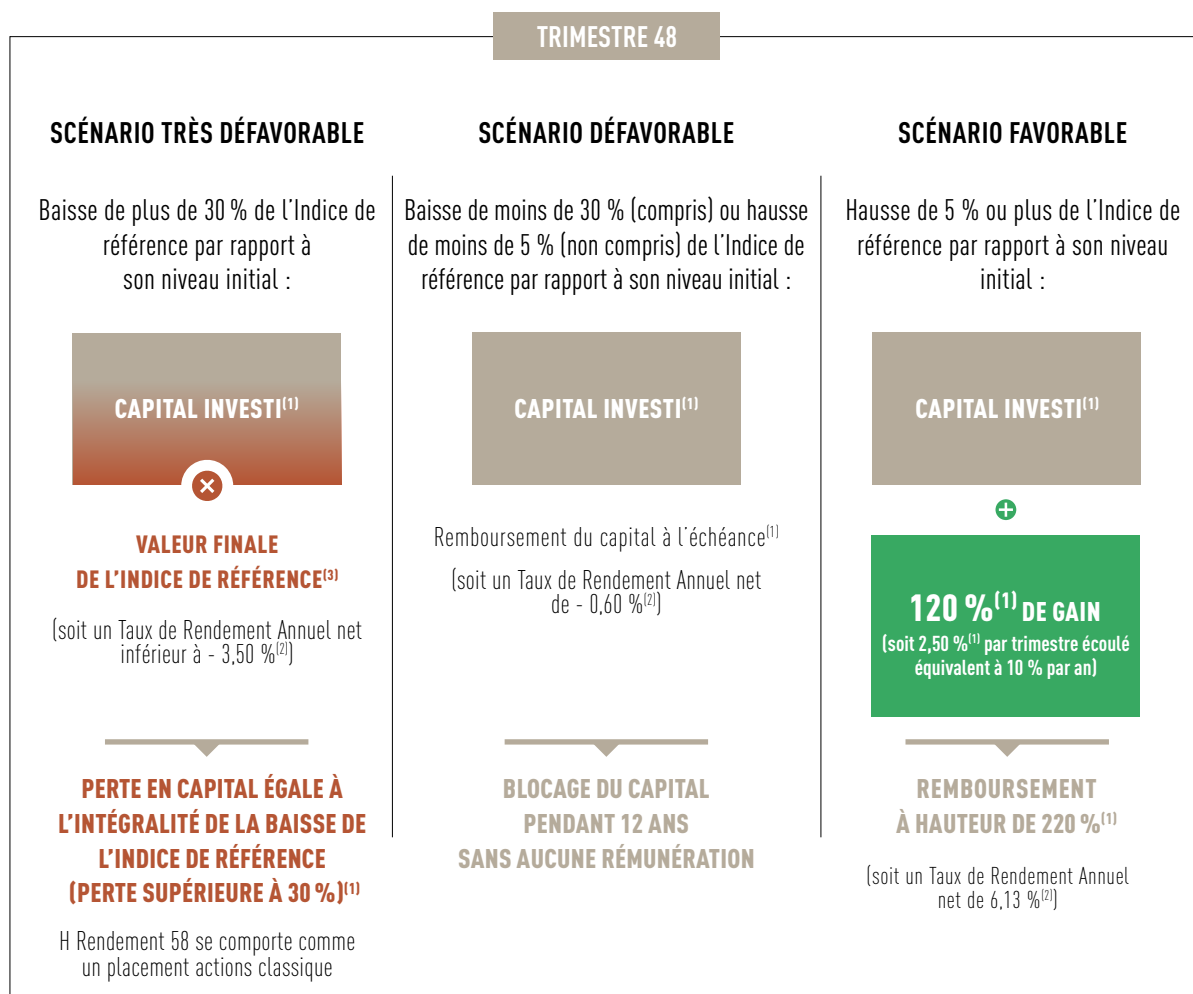 TRIMESTRE 48
SCÉNARIO TRÈS DÉFAVORABLE
Baisse de plus de 30 % de l’Indice de
référence par rapport à
son niveau initial :
CAPITAL INVESTI(1)
VALEUR FINALE
DE L’INDICE DE RÉFÉRENCE(3)
(soit un Taux de Rendement Annuel net
inférieur à - 3,50 %(2))
PERTE EN CAPITAL ÉGALE À
L’INTÉGRALITÉ DE LA BAISSE DE
L’INDICE DE RÉFÉRENCE
(PERTE SUPÉRIEURE À 30 %)(1)
H Rendement 58 se comporte comme
un placement actions classique
SCÉNARIO DÉFAVORABLE
Baisse de moins de 30 % (compris) ou hausse
de moins de 5 % (non compris) de l’Indice de
référence par rapport à son niveau initial :
CAPITAL INVESTI(1)
Remboursement du capital à l’échéance(1)
(soit un Taux de Rendement Annuel net
de - 0,60 %(2))
BLOCAGE DU CAPITAL
PENDANT 12 ANS
SANS AUCUNE RÉMUNÉRATION
SCÉNARIO FAVORABLE
Hausse de 5 % ou plus de l’Indice de
référence par rapport à son niveau
initial :
CAPITAL INVESTI(1)
120 %(1) DE GAIN
(soit 2,50 %(1) par trimestre écoulé
équivalent à 10 % par an)
REMBOURSEMENT
À HAUTEUR DE 220 %(1)
(soit un Taux de Rendement Annuel
net de 6,13 %(2))